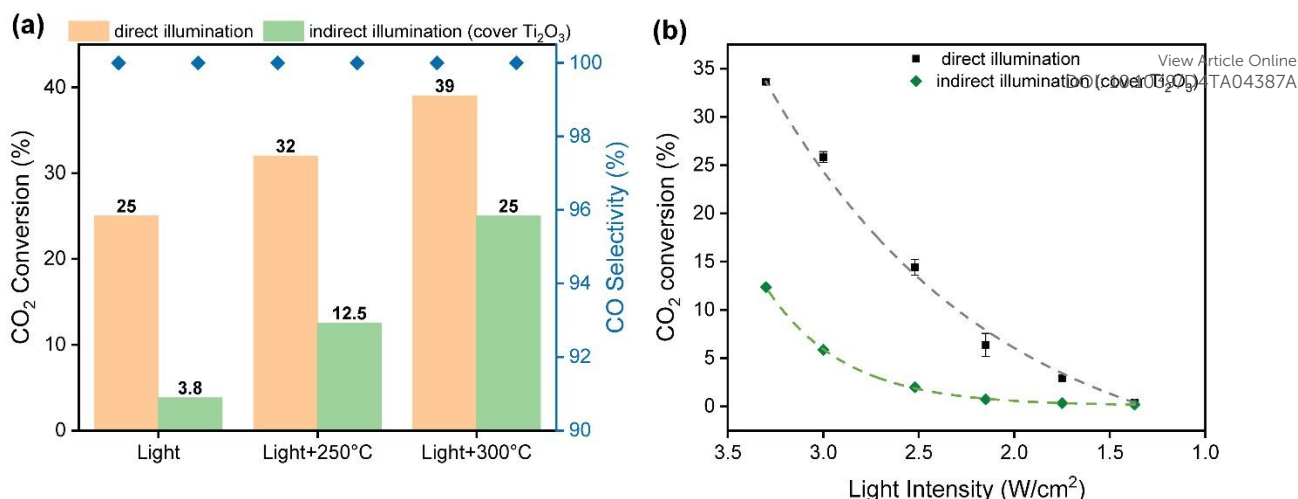 (a)
direct illumination
indirect illumination (cover Ti₂O₃)
CO₂ Conversion (%)
40
30
20
10
0
25
3.8
32
12.5
39
25
Light
Light+250°C
Light+300°C
100
98
96
94
92
90
CO Selectivity (%)
(b)
direct illumination
View Article Online
indirect illumination (cover Ti₂O₃)
CO₂ conversion (%)
35
30
25
20
15
10
5
0
3.5
3.0
2.5
2.0
1.5
1.0
Light Intensity (W/cm²)